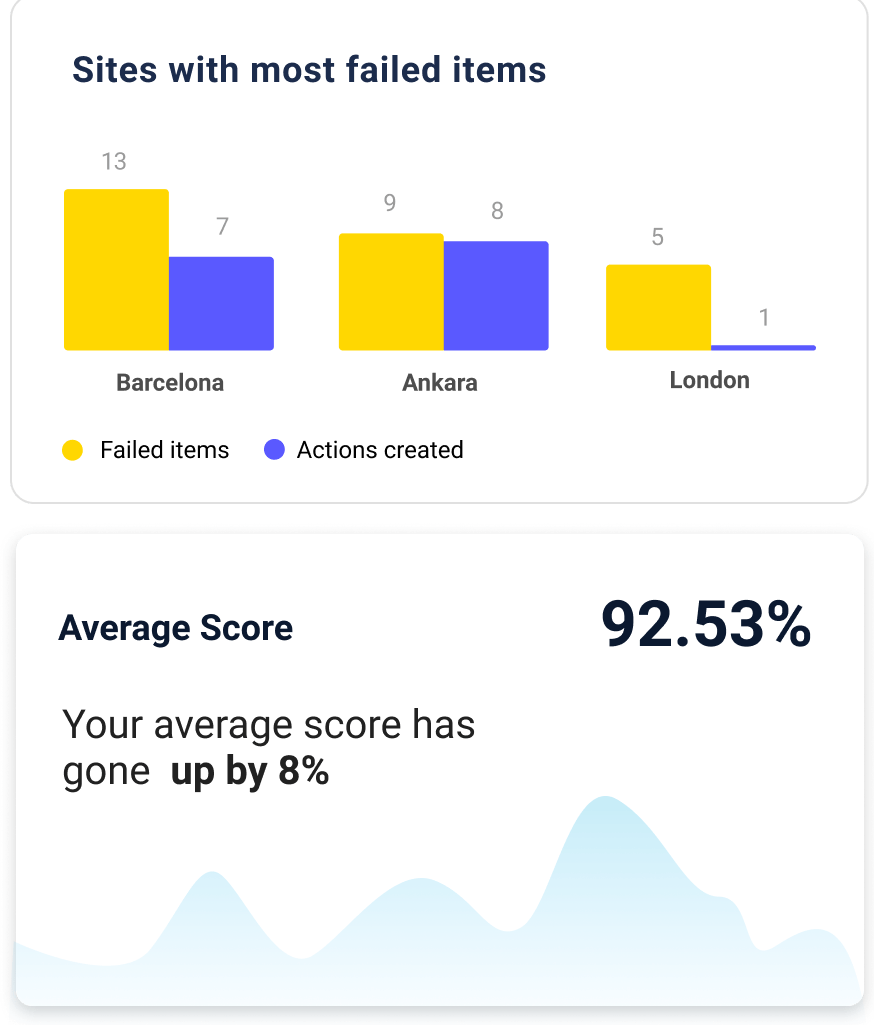 Sites with most failed items
13
7
9
8
5
1
Barcelona
Ankara
London
Failed items
Actions created
Average Score
92.53%
Your average score has
gone up by 8%